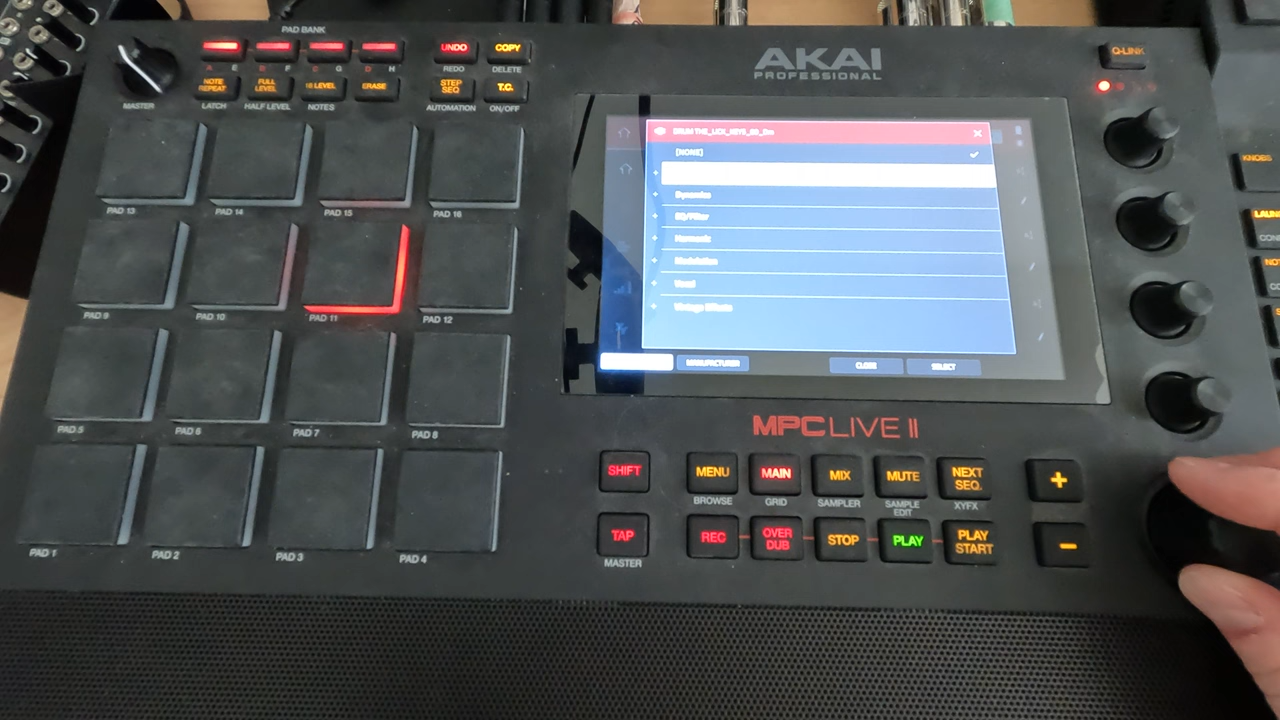 PAD BANK
A E B F C G D H
NOTE REPEAT
FULL LEVEL
16 LEVEL
ERASE
LATCH
HALF LEVEL
NOTES
MASTER
UNDO
COPY
REDO
DELETE
STEP SEQ
T.C.
AUTOMATION
ON/OFF
AKAI
PROFESSIONAL
Q-LINK
[NONE]
Dynamics
EQ/Filter
Harmonic
Modulation
Vocal
Vintage Effects
MANUFACTURER
CLOSE
SELECT
PAD 13
PAD 14
PAD 15
PAD 16
PAD 9
PAD 10
PAD 11
PAD 12
PAD 5
PAD 6
PAD 7
PAD 8
PAD 1
PAD 2
PAD 3
PAD 4
MPC LIVE II
SHIFT
MENU
MAIN
MIX
MUTE
NEXT SEQ.
+
BROWSE
GRID
SAMPLER
SAMPLE EDIT
XYFX
TAP
REC
OVER DUB
STOP
PLAY
PLAY START
−
MASTER
KNOBS